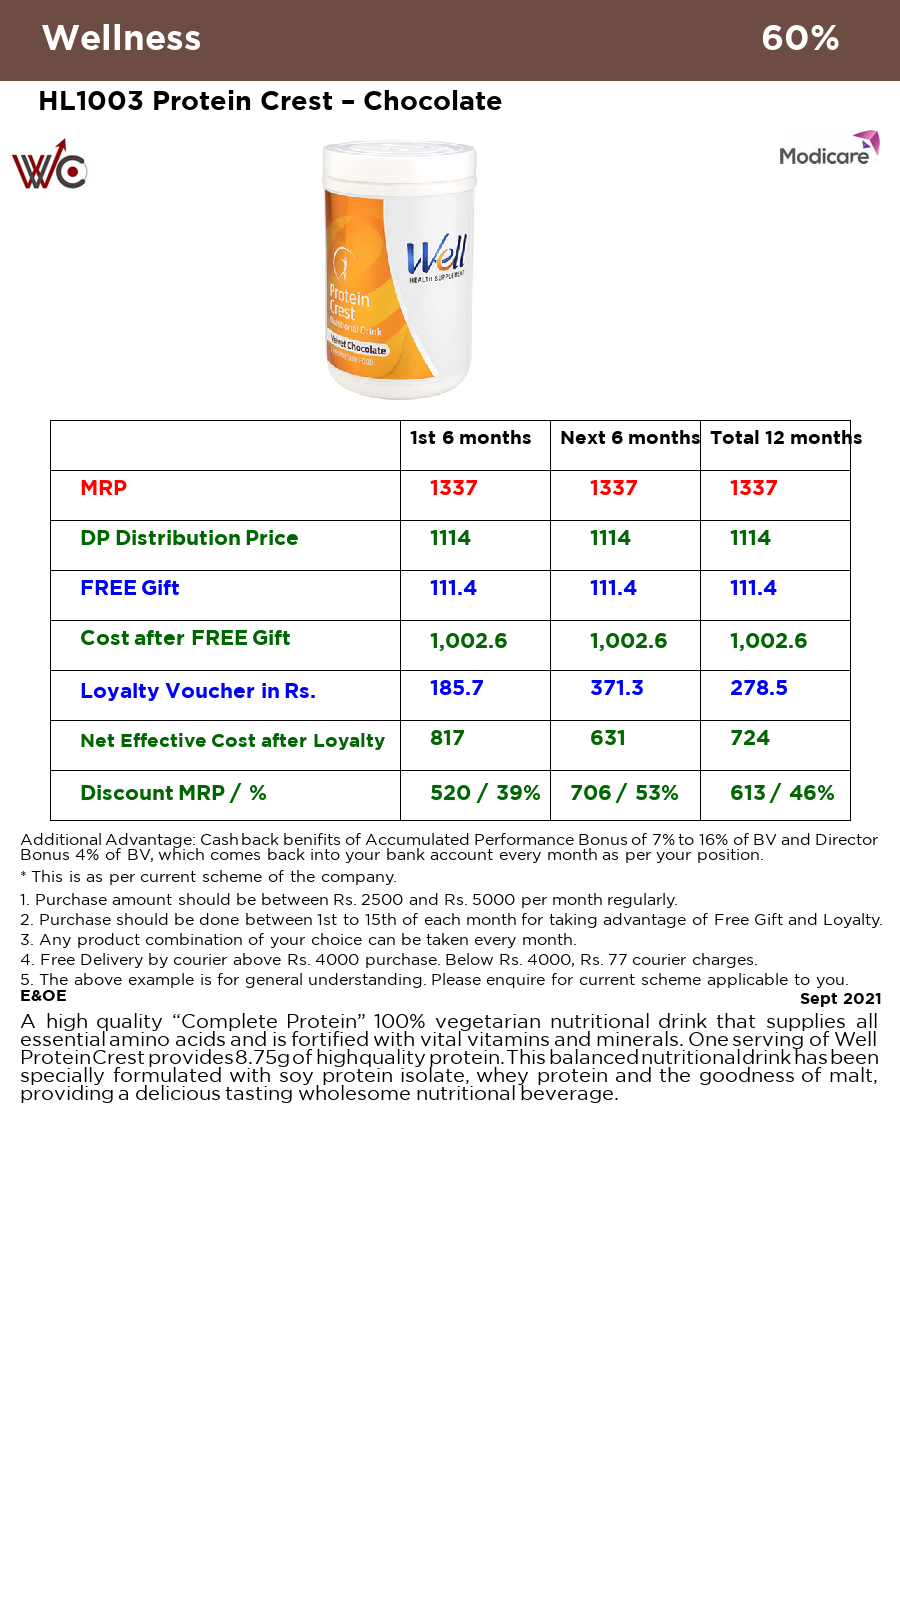 Wellness 60%
HL1003 Protein Crest – Chocolate
WC
Modicare
Well
HEALTH SUPPLEMENT
Protein
Crest
Nutritional Drink
Velvet Chocolate
1st 6 months Next 6 months Total 12 months
MRP 1337 1337 1337
DP Distribution Price 1114 1114 1114
FREE Gift 111.4 111.4 111.4
Cost after FREE Gift 1,002.6 1,002.6 1,002.6
Loyalty Voucher in Rs. 185.7 371.3 278.5
Net Effective Cost after Loyalty 817 631 724
Discount MRP / % 520 / 39% 706 / 53% 613 / 46%
Additional Advantage: Cashback benifits of Accumulated Performance Bonus of 7% to 16% of BV and Director
Bonus 4% of BV, which comes back into your bank account every month as per your position.
* This is as per current scheme of the company.
1. Purchase amount should be between Rs. 2500 and Rs. 5000 per month regularly.
2. Purchase should be done between 1st to 15th of each month for taking advantage of Free Gift and Loyalty.
3. Any product combination of your choice can be taken every month.
4. Free Delivery by courier above Rs. 4000 purchase. Below Rs. 4000, Rs. 77 courier charges.
5. The above example is for general understanding. Please enquire for current scheme applicable to you.
E&OE Sept 2021
A high quality “Complete Protein” 100% vegetarian nutritional drink that supplies all
essential amino acids and is fortified with vital vitamins and minerals. One serving of Well
Protein Crest provides 8.75g of high quality protein. This balanced nutritional drink has been
specially formulated with soy protein isolate, whey protein and the goodness of malt,
providing a delicious tasting wholesome nutritional beverage.